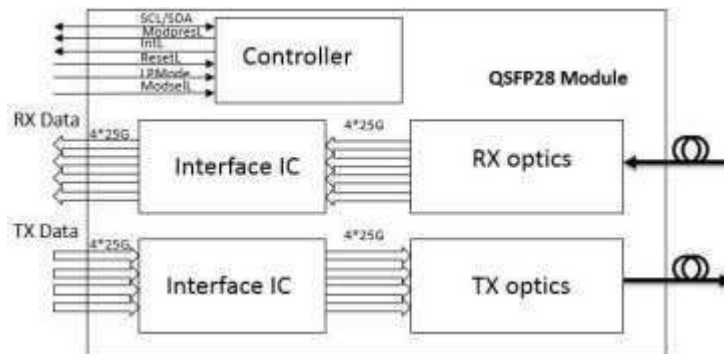 SCL/SDA
ModpresL
IntL
ResetL
LPMode
ModselL
Controller
QSFP28 Module
RX Data
4*25G
Interface IC
4*25G
RX optics
TX Data
4*25G
Interface IC
4*25G
TX optics